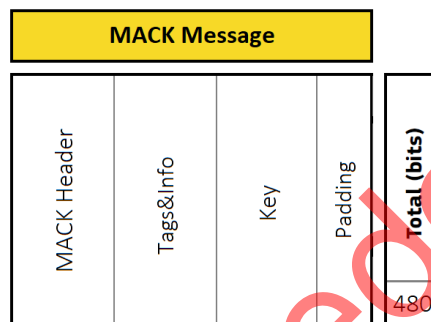 MACK Message
MACK Header
Tags&Info
Key
Padding
Total (bits)
480